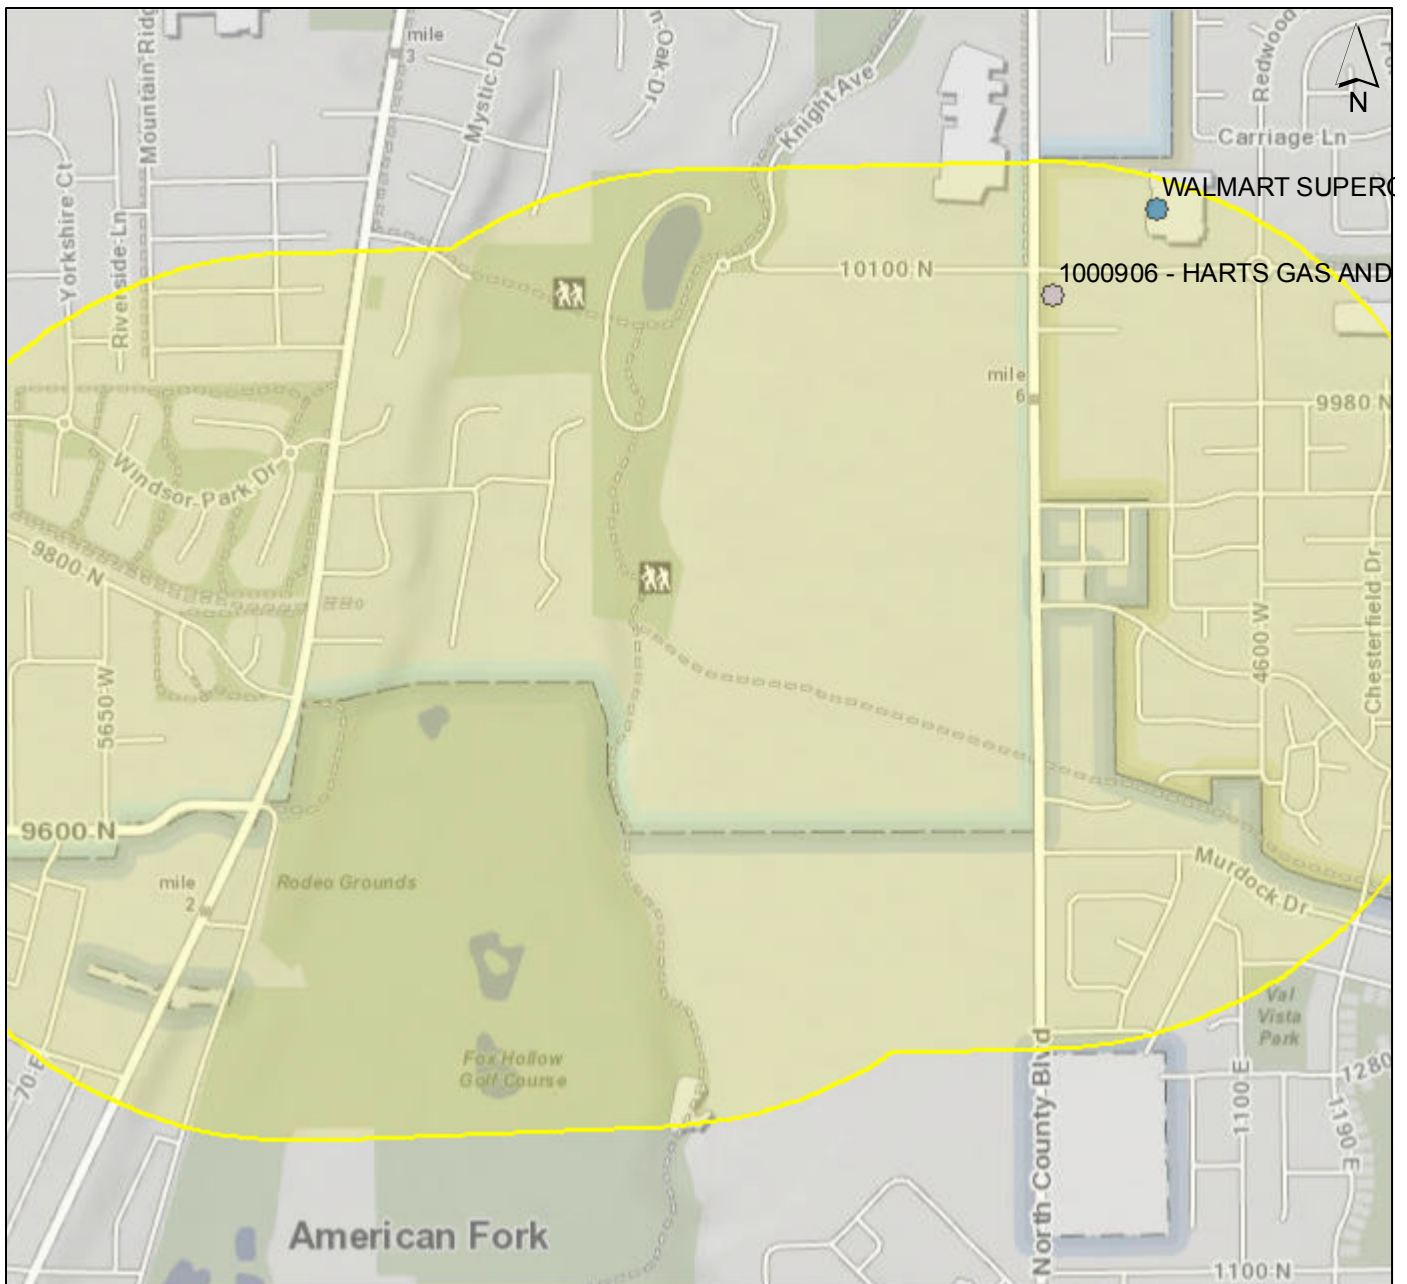 mile
3
Mountain Ridg
Mystic Dr
n-Oak-Dr
Knight Ave
Redwood
N
Carriage Ln
Yorkshire Ct
Riverside Ln
WALMART SUPERC
10100 N
1000906 - HARTS GAS AND
mile
6
9980 N
Windsor-Park Dr
9800 N
5650 W
4600 W
Chesterfield Dr
9600 N
mile
2
Rodeo Grounds
Murdock Dr
Val
Vista
Park
Fox Hollow
Golf Course
70 E
North County Blvd
1100 E
1280
1190 E
American Fork
1100 N